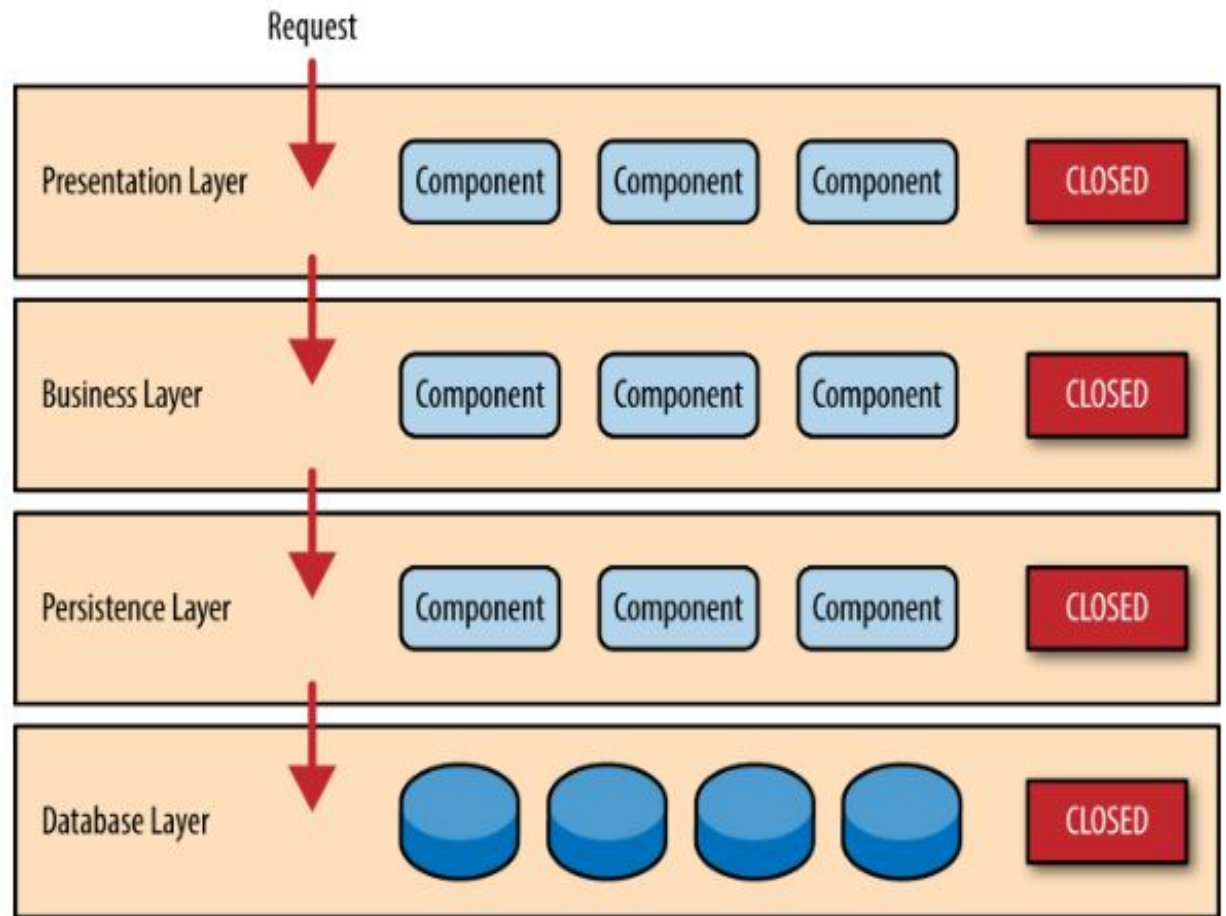 Request
Presentation Layer Component Component Component CLOSED
Business Layer Component Component Component CLOSED
Persistence Layer Component Component Component CLOSED
Database Layer CLOSED